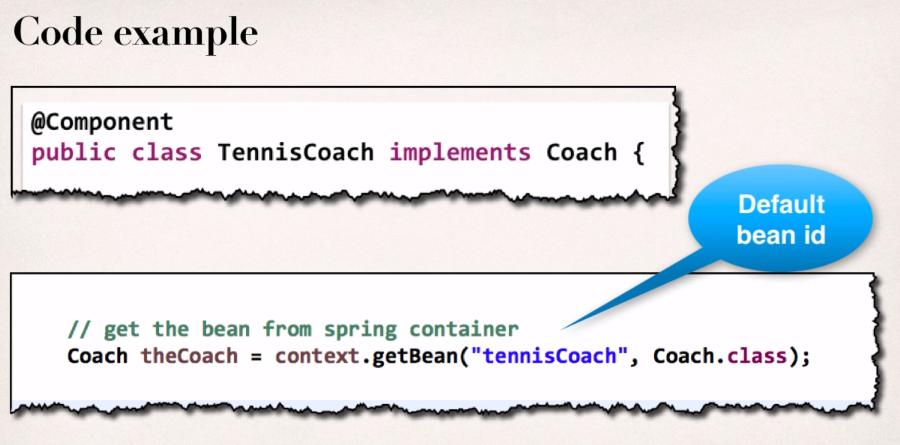 Code example
@Component
public class TennisCoach implements Coach {
Default
bean id
// get the bean from spring container
Coach theCoach = context.getBean("tennisCoach", Coach.class);